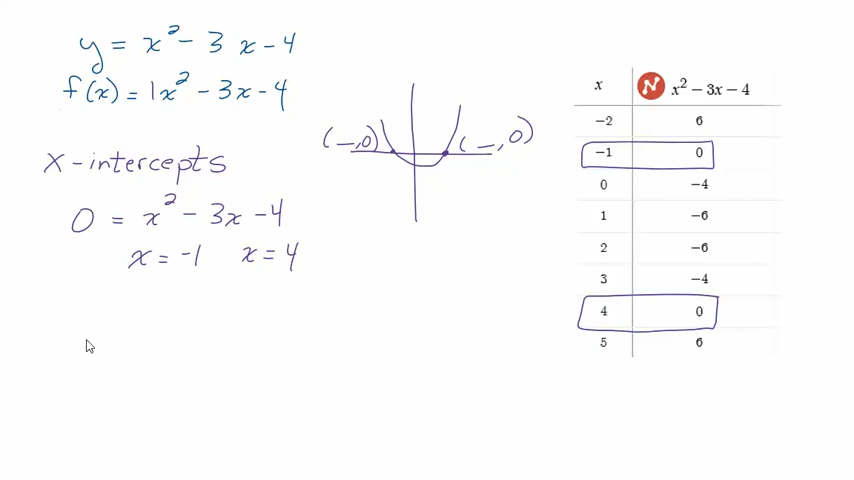 y = x² - 3x - 4
f(x) = 1x² - 3x - 4
x-intercepts
0 = x² - 3x - 4
x = -1 x = 4
(_,0) (_,0)
x x² – 3x – 4
–2 6
–1 0
0 –4
1 –6
2 –6
3 –4
4 0
5 6